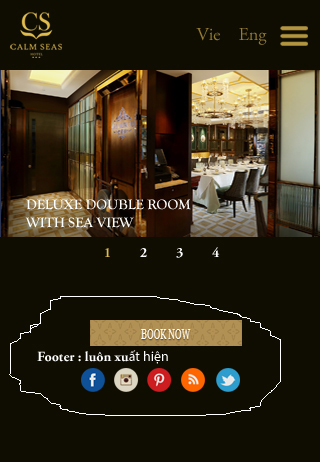 CS
CALM SEAS
HOTEL
Vie Eng
DELUXE DOUBLE ROOM
WITH SEA VIEW
1 2 3 4
BOOK NOW
Footer : luôn xuất hiện